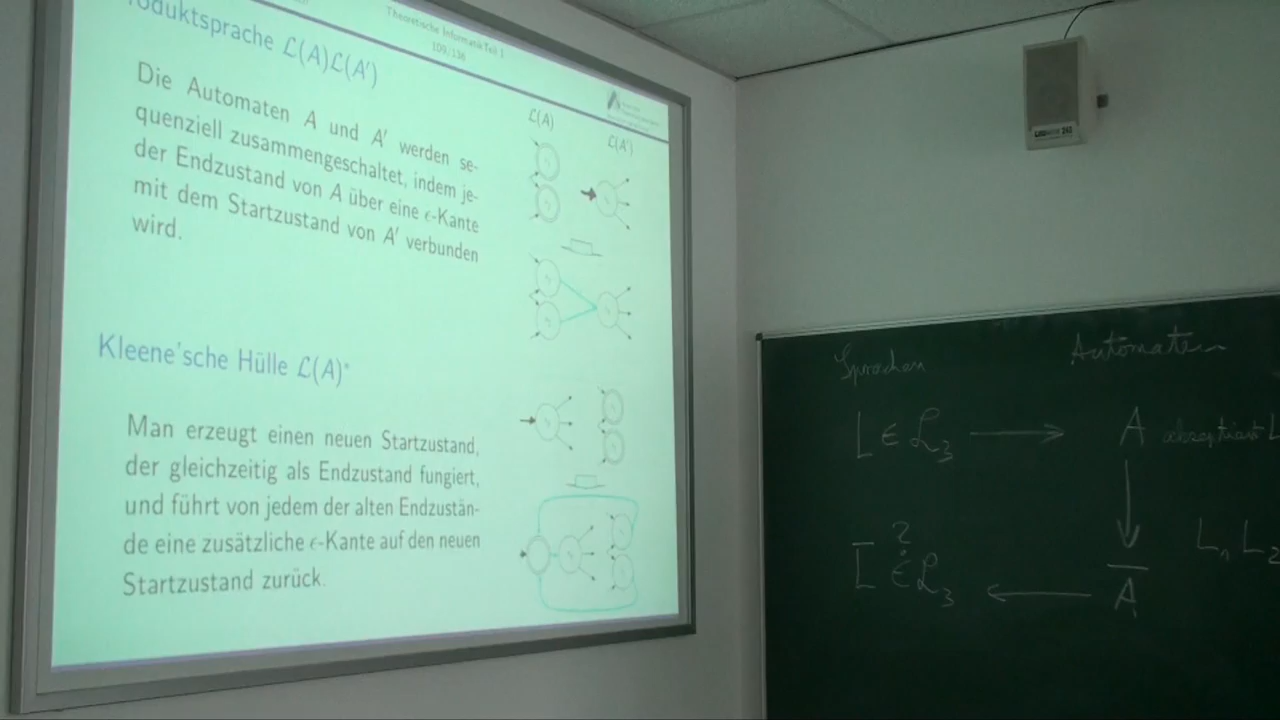 Theoretische Informatik Teil 1
109/136
oduktsprache ℒ(A)ℒ(A′)
Die Automaten A und A′ werden se-
quenziell zusammengeschaltet, indem je-
der Endzustand von A über eine ϵ-Kante
mit dem Startzustand von A′ verbunden
wird.
ℒ(A)
ℒ(A′)
Kleene'sche Hülle ℒ(A)*
Man erzeugt einen neuen Startzustand,
der gleichzeitig als Endzustand fungiert,
und führt von jedem der alten Endzustän-
de eine zusätzliche ϵ-Kante auf den neuen
Startzustand zurück.
Sprachen
Automaten
L ∈ ℒ₃ → A akzeptiert L
?
L̅ ∈ ℒ₃ ← A̅
L₁ L₂